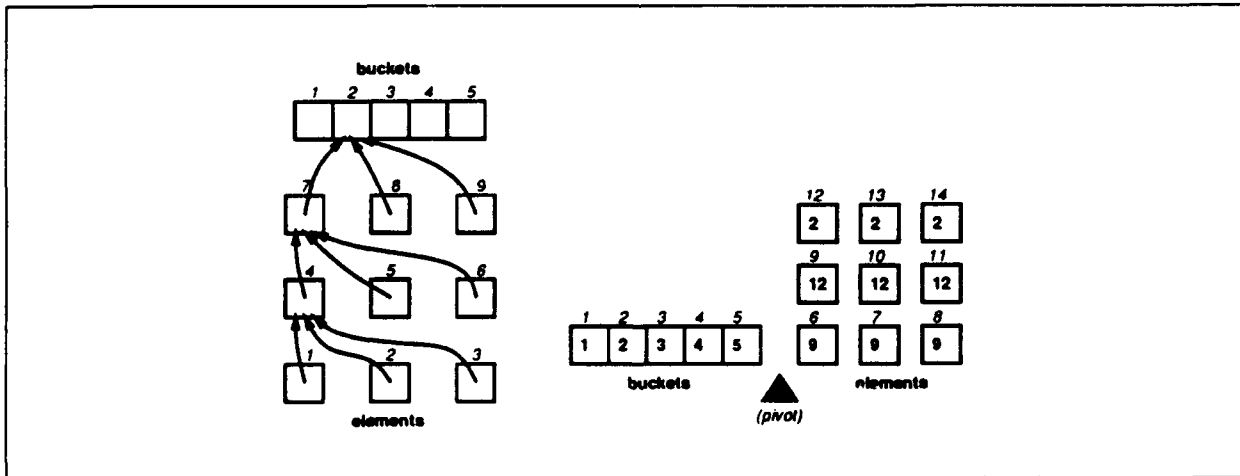 buckets
1 2 3 4 5
7 8 9
4 5 6
1 2 3
elements
1 2 3 4 5
1 2 3 4 5
buckets
(pivot)
12 13 14
2 2 2
9 10 11
12 12 12
6 7 8
9 9 9
elements